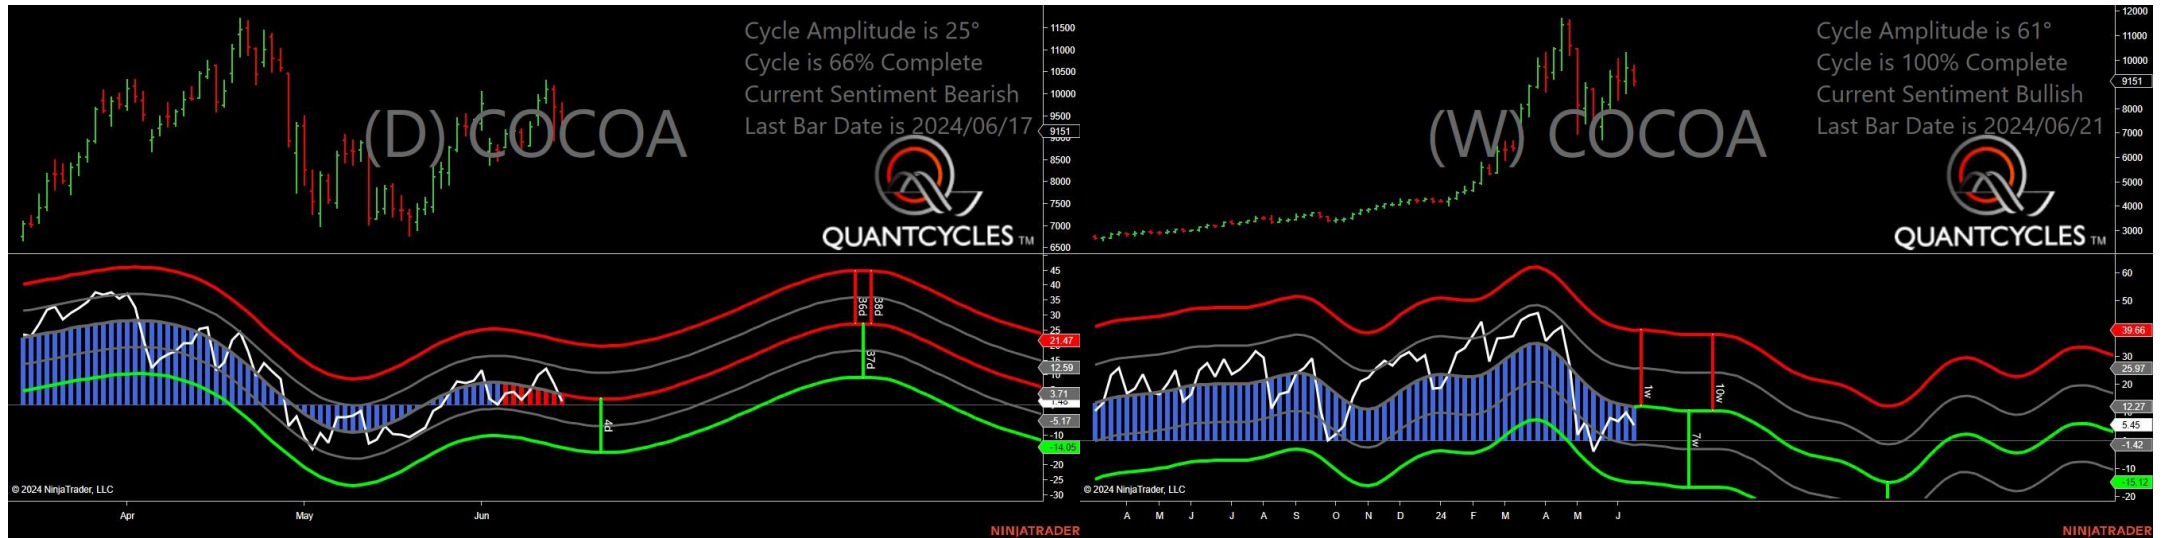 Cycle Amplitude is 25°
Cycle is 66% Complete
Current Sentiment Bearish
Last Bar Date is 2024/06/17
(D) COCOA
QUANTCYCLES TM
11500
11000
10500
10000
9500
9151
8500
8000
7500
7000
6500
45
40
35
30
25
21.47
15
12.59
3.71
1.48
-5.17
-10
-14.05
-20
-25
-30
36d
38d
37d
4d
© 2024 NinjaTrader, LLC
Apr
May
Jun
NINJATRADER
Cycle Amplitude is 61°
Cycle is 100% Complete
Current Sentiment Bullish
Last Bar Date is 2024/06/21
(W) COCOA
QUANTCYCLES TM
12000
11000
10000
9151
8000
7000
6000
5000
4000
3000
60
50
39.66
30
25.97
20
12.27
5.45
-1.42
-10
-15.12
-20
1w
10w
7w
© 2024 NinjaTrader, LLC
A M J J A S O N D 24 F M A M J
NINJATRADER